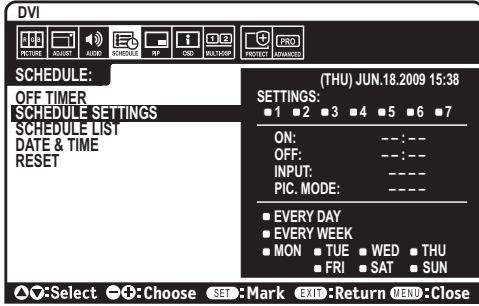 DVI
RGB
PICTURE ADJUST AUDIO SCHEDULE PIP OSD MULTI-DSP PROTECT ADVANCED
1 2
PRO
SCHEDULE:
OFF TIMER
SCHEDULE SETTINGS
SCHEDULE LIST
DATE & TIME
RESET
(THU) JUN.18.2009 15:38
SETTINGS:
1 2 3 4 5 6 7
ON: --:--
OFF: --:--
INPUT: ----
PIC. MODE: ----
EVERY DAY
EVERY WEEK
MON TUE WED THU
FRI SAT SUN
:Select :Choose SET:Mark EXIT:Return MENU:Close